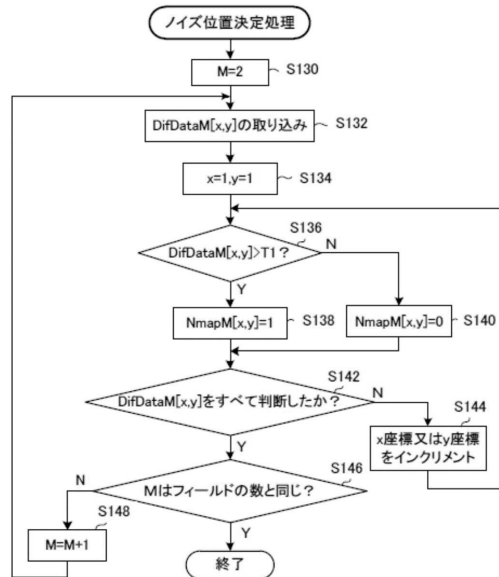 ノイズ位置決定処理
M=2
S130
DifDataM[x,y]の取り込み
S132
x=1,y=1
S134
S136
DifDataM[x,y]>T1?
N
Y
NmapM[x,y]=1
S138
NmapM[x,y]=0
S140
S142
DifDataM[x,y]をすべて判断したか?
N
S144
x座標又はy座標
をインクリメント
Y
S146
Mはフィールドの数と同じ?
N
S148
M=M+1
Y
終了